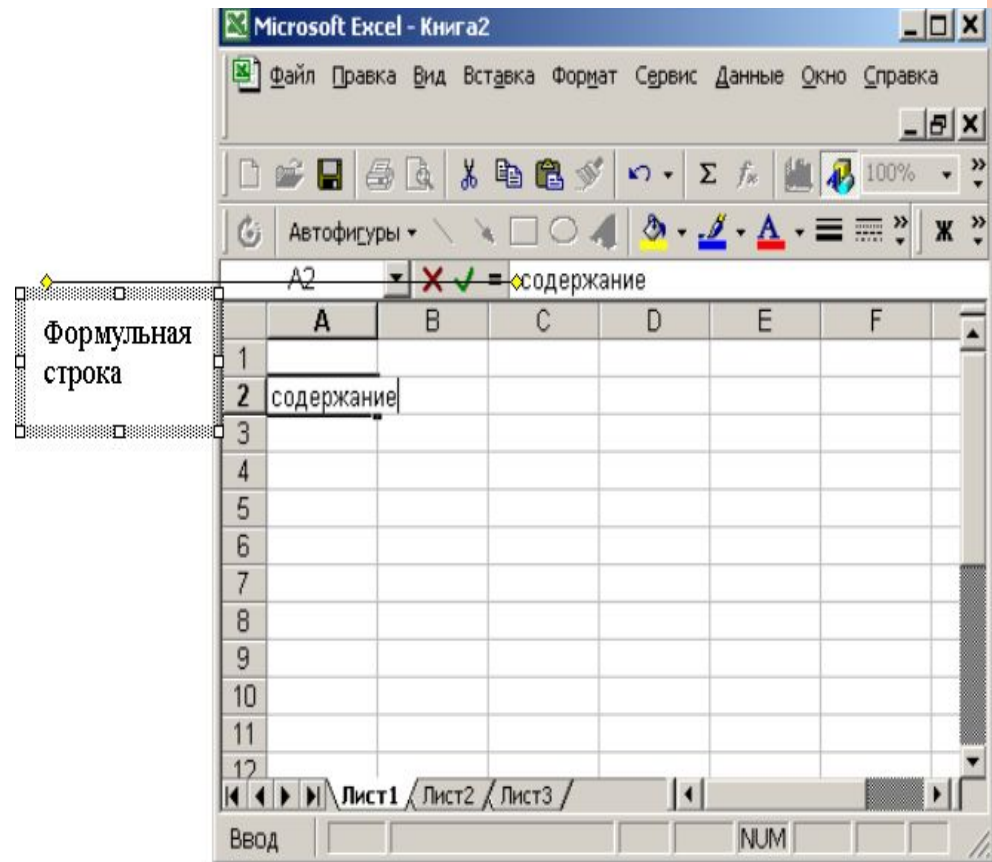 Microsoft Excel - Книга2
Файл Правка Вид Вставка Формат Сервис Данные Окно Справка
Σ fx 100% »
Автофигуры A » Ж »
A2 = содержание
Формульная
строка
A B C D E F
1
2 содержание
3
4
5
6
7
8
9
10
11
12
Лист1 Лист2 Лист3
Ввод NUM